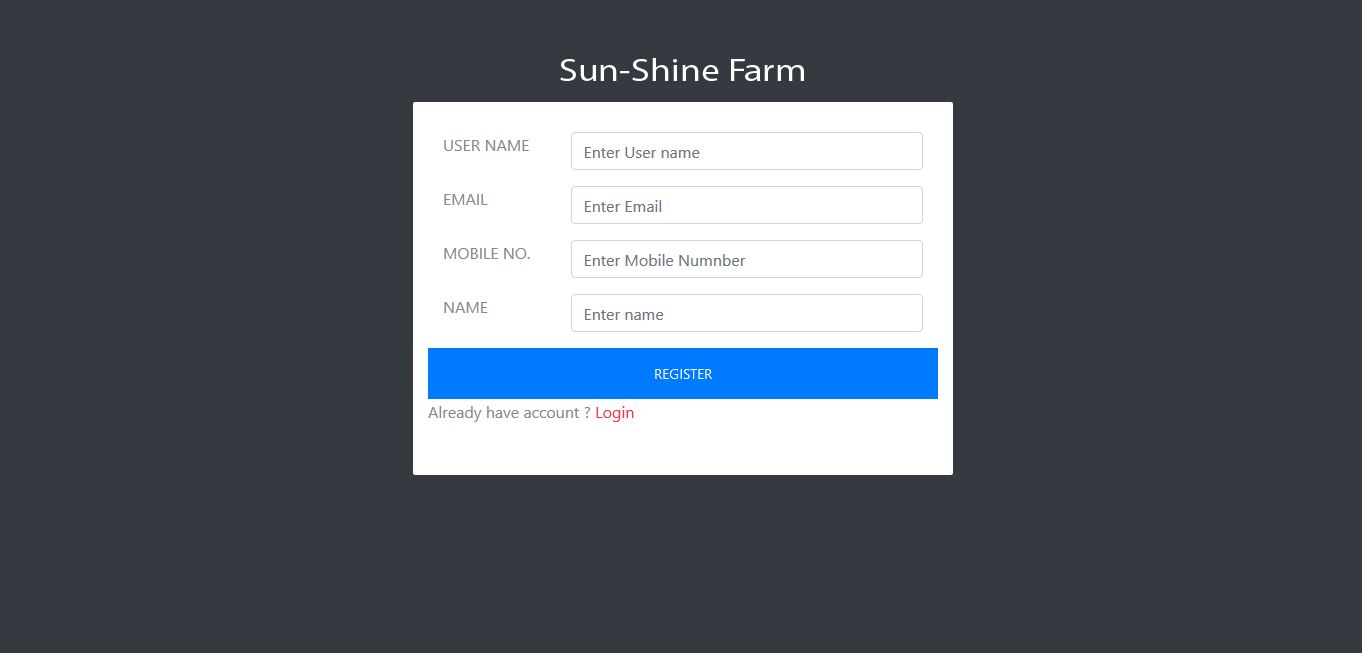 Sun-Shine Farm
USER NAME
Enter User name
EMAIL
Enter Email
MOBILE NO.
Enter Mobile Numnber
NAME
Enter name
REGISTER
Already have account ? Login